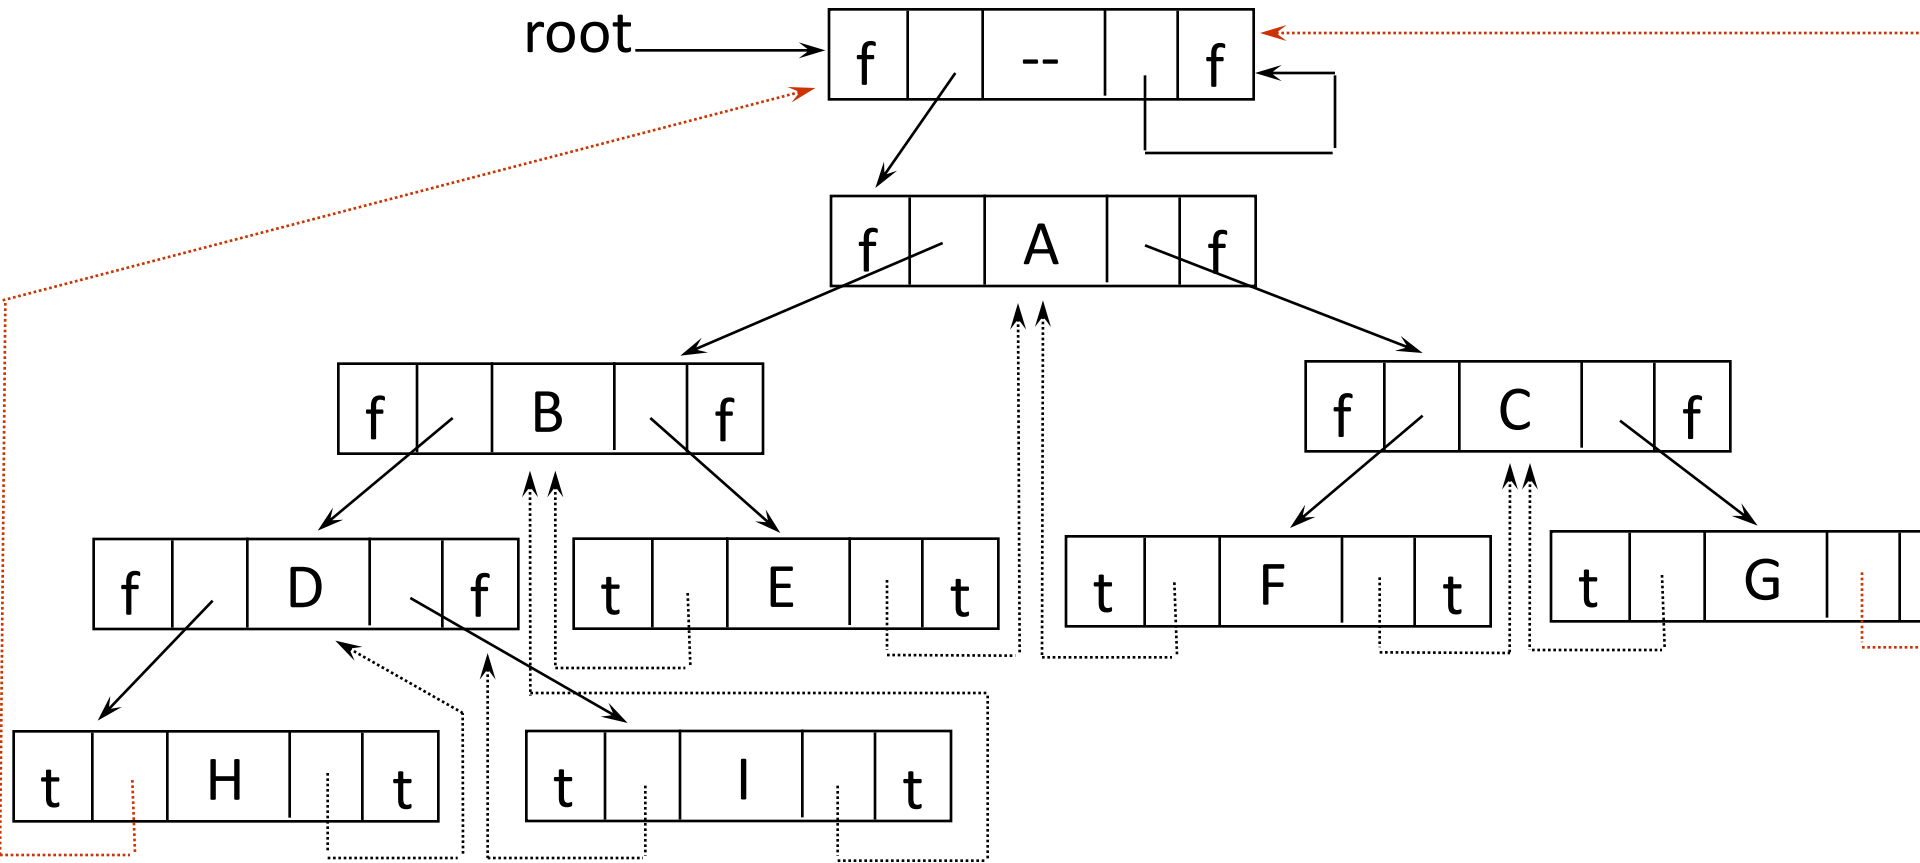 root
f -- f
f A f
f B f
f C f
f D f
t E t
t F t
t G
t H t
t I t